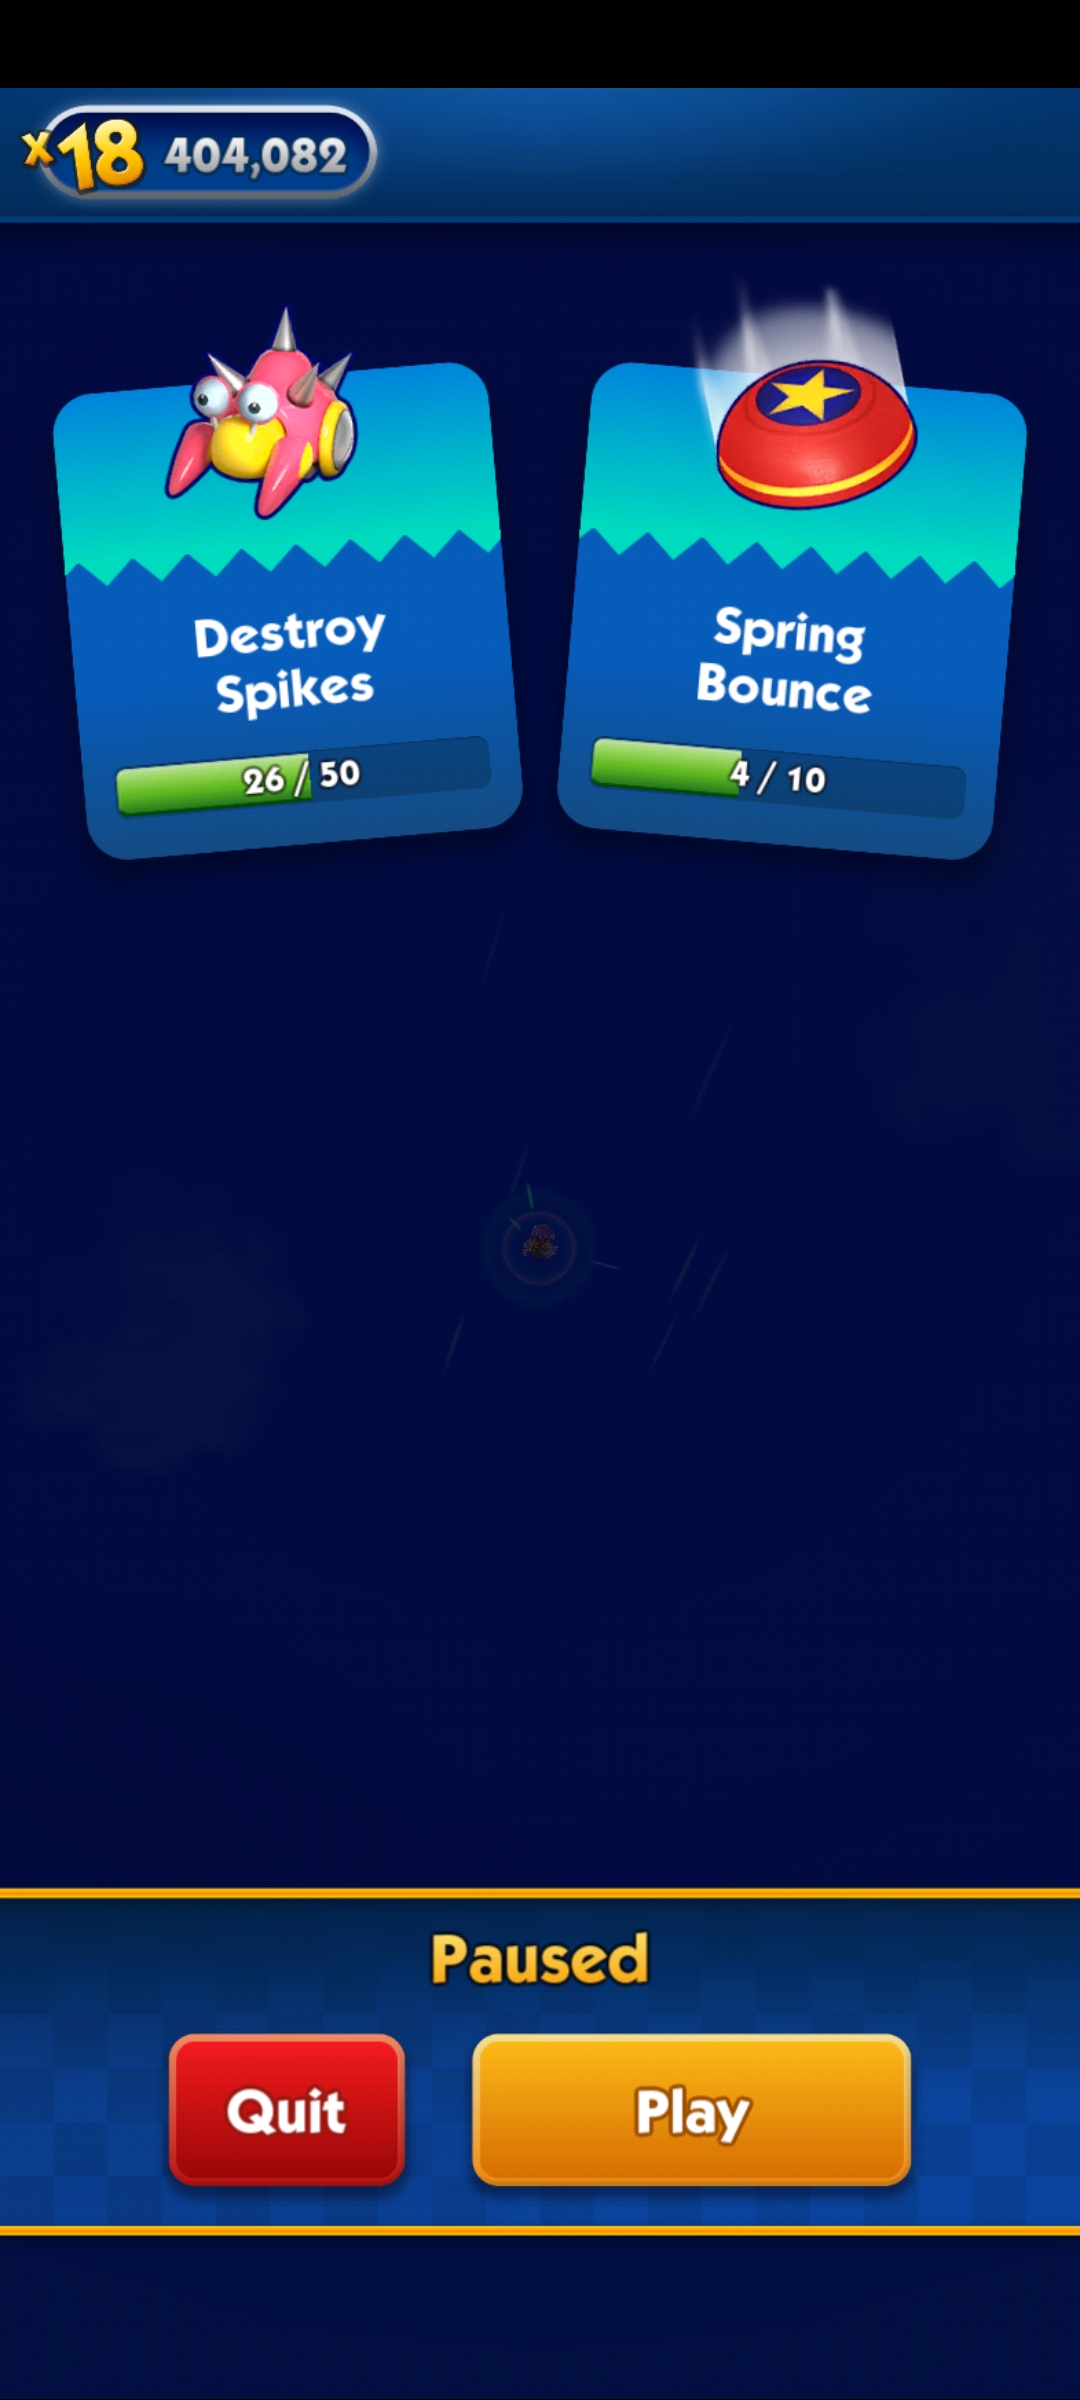 x18 404,082
Destroy
Spikes
26 / 50
Spring
Bounce
4 / 10
Paused
Quit
Play